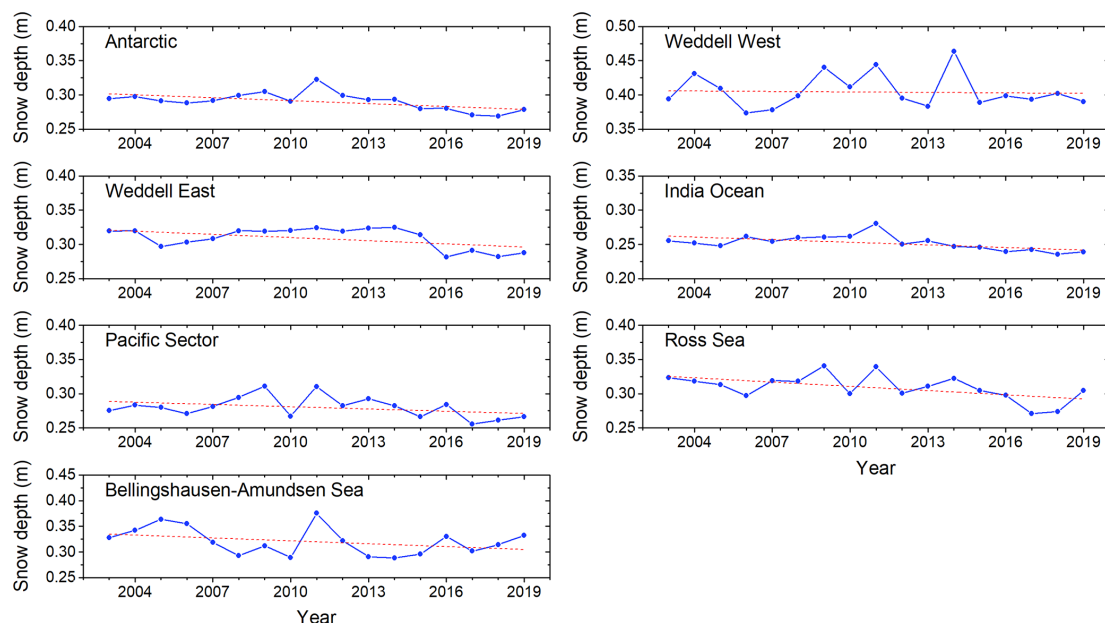 Antarctic
Snow depth (m)
0.40
0.35
0.30
0.25
2004 2007 2010 2013 2016 2019
Weddell West
Snow depth (m)
0.50
0.45
0.40
0.35
2004 2007 2010 2013 2016 2019
Weddell East
Snow depth (m)
0.40
0.35
0.30
0.25
2004 2007 2010 2013 2016 2019
India Ocean
Snow depth (m)
0.35
0.30
0.25
0.20
2004 2007 2010 2013 2016 2019
Pacific Sector
Snow depth (m)
0.40
0.35
0.30
0.25
2004 2007 2010 2013 2016 2019
Ross Sea
Snow depth (m)
0.40
0.35
0.30
0.25
2004 2007 2010 2013 2016 2019
Year
Bellingshausen-Amundsen Sea
Snow depth (m)
0.45
0.40
0.35
0.30
0.25
2004 2007 2010 2013 2016 2019
Year